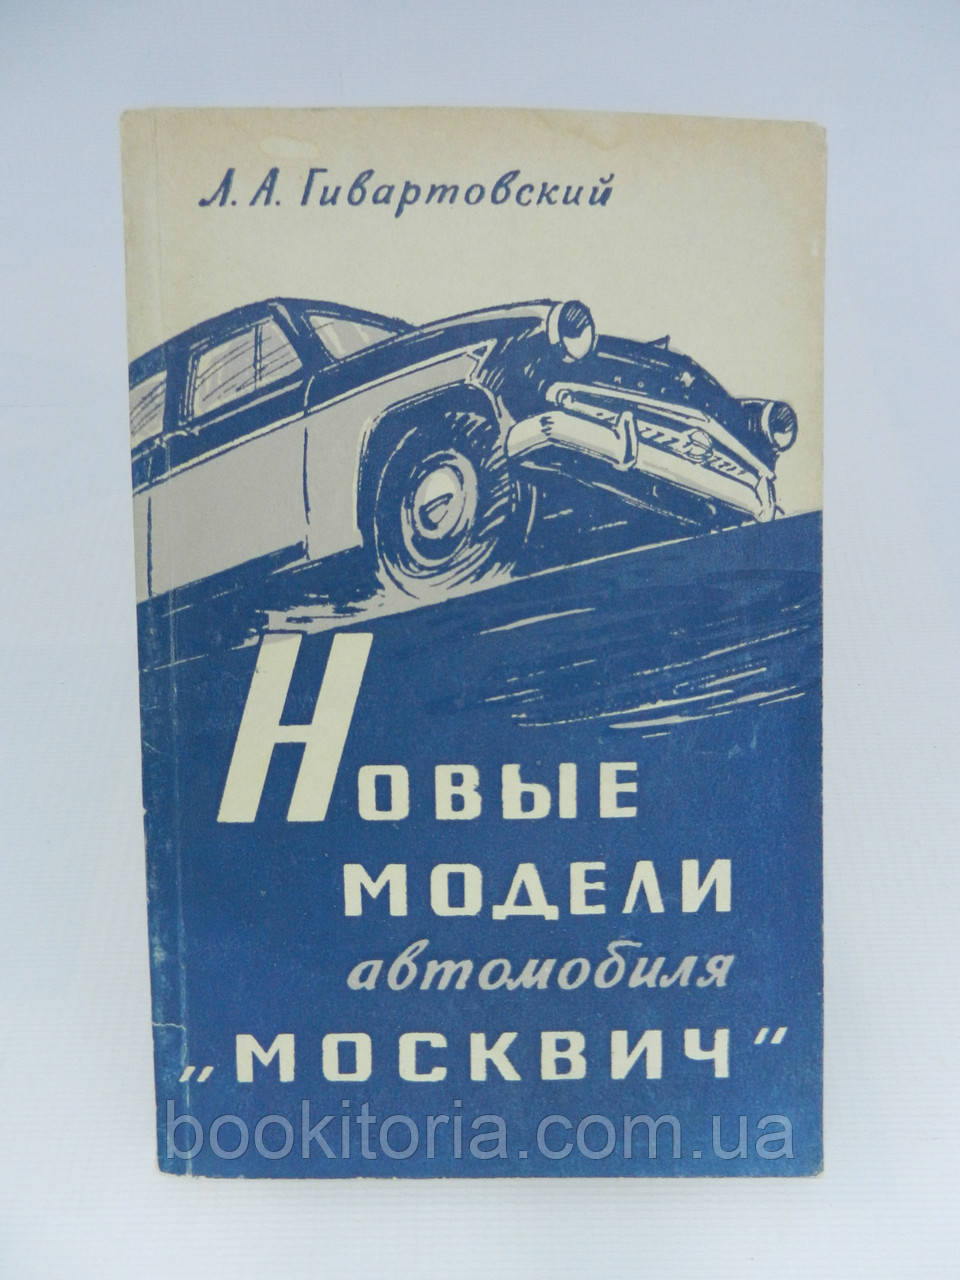 Л. А. Гивартовский
Новые
модели
автомобиля
„Москвич"
bookitoria.com.ua